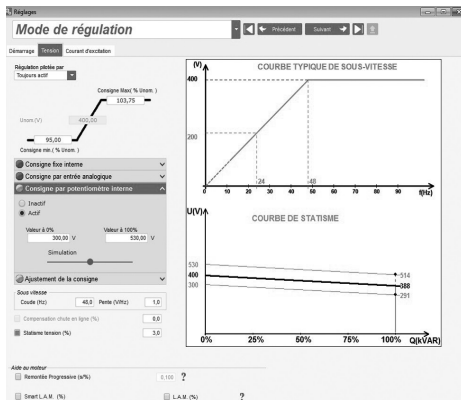 Réglages
Mode de régulation
Précédent
Suivant
Démarrage
Tension
Courant d'excitation
Régulation pilotée par
Toujours actif
Consigne Max( % Unom. )
103,75
Unom (V)
400,00
95,00
Consigne min.( % Unom. )
Consigne fixe interne
Consigne par entrée analogique
Consigne par potentiomètre interne
Inactif
Actif
Valeur à 0%
Valeur à 100%
300,00 V
530,00 V
Simulation
Ajustement de la consigne
Sous vitesse
Coude (Hz) 48,0 Pente (V/Hz) 1,0
Compensation chute en ligne (%) 0,0
Statisme tension (%) 3,0
Aide au moteur
Remontée Progressive (s/%) 0,100 ?
Smart L.A.M. (%)
L.A.M. (%) ?
COURBE TYPIQUE DE SOUS-VITESSE
(V)
400
200
24 48
0 10 20 30 40 50 60 70 80 90 f(Hz)
COURBE DE STATISME
U(V)
530
400
300
514
388
291
0% 25% 50% 75% 100% Q(kVAR)